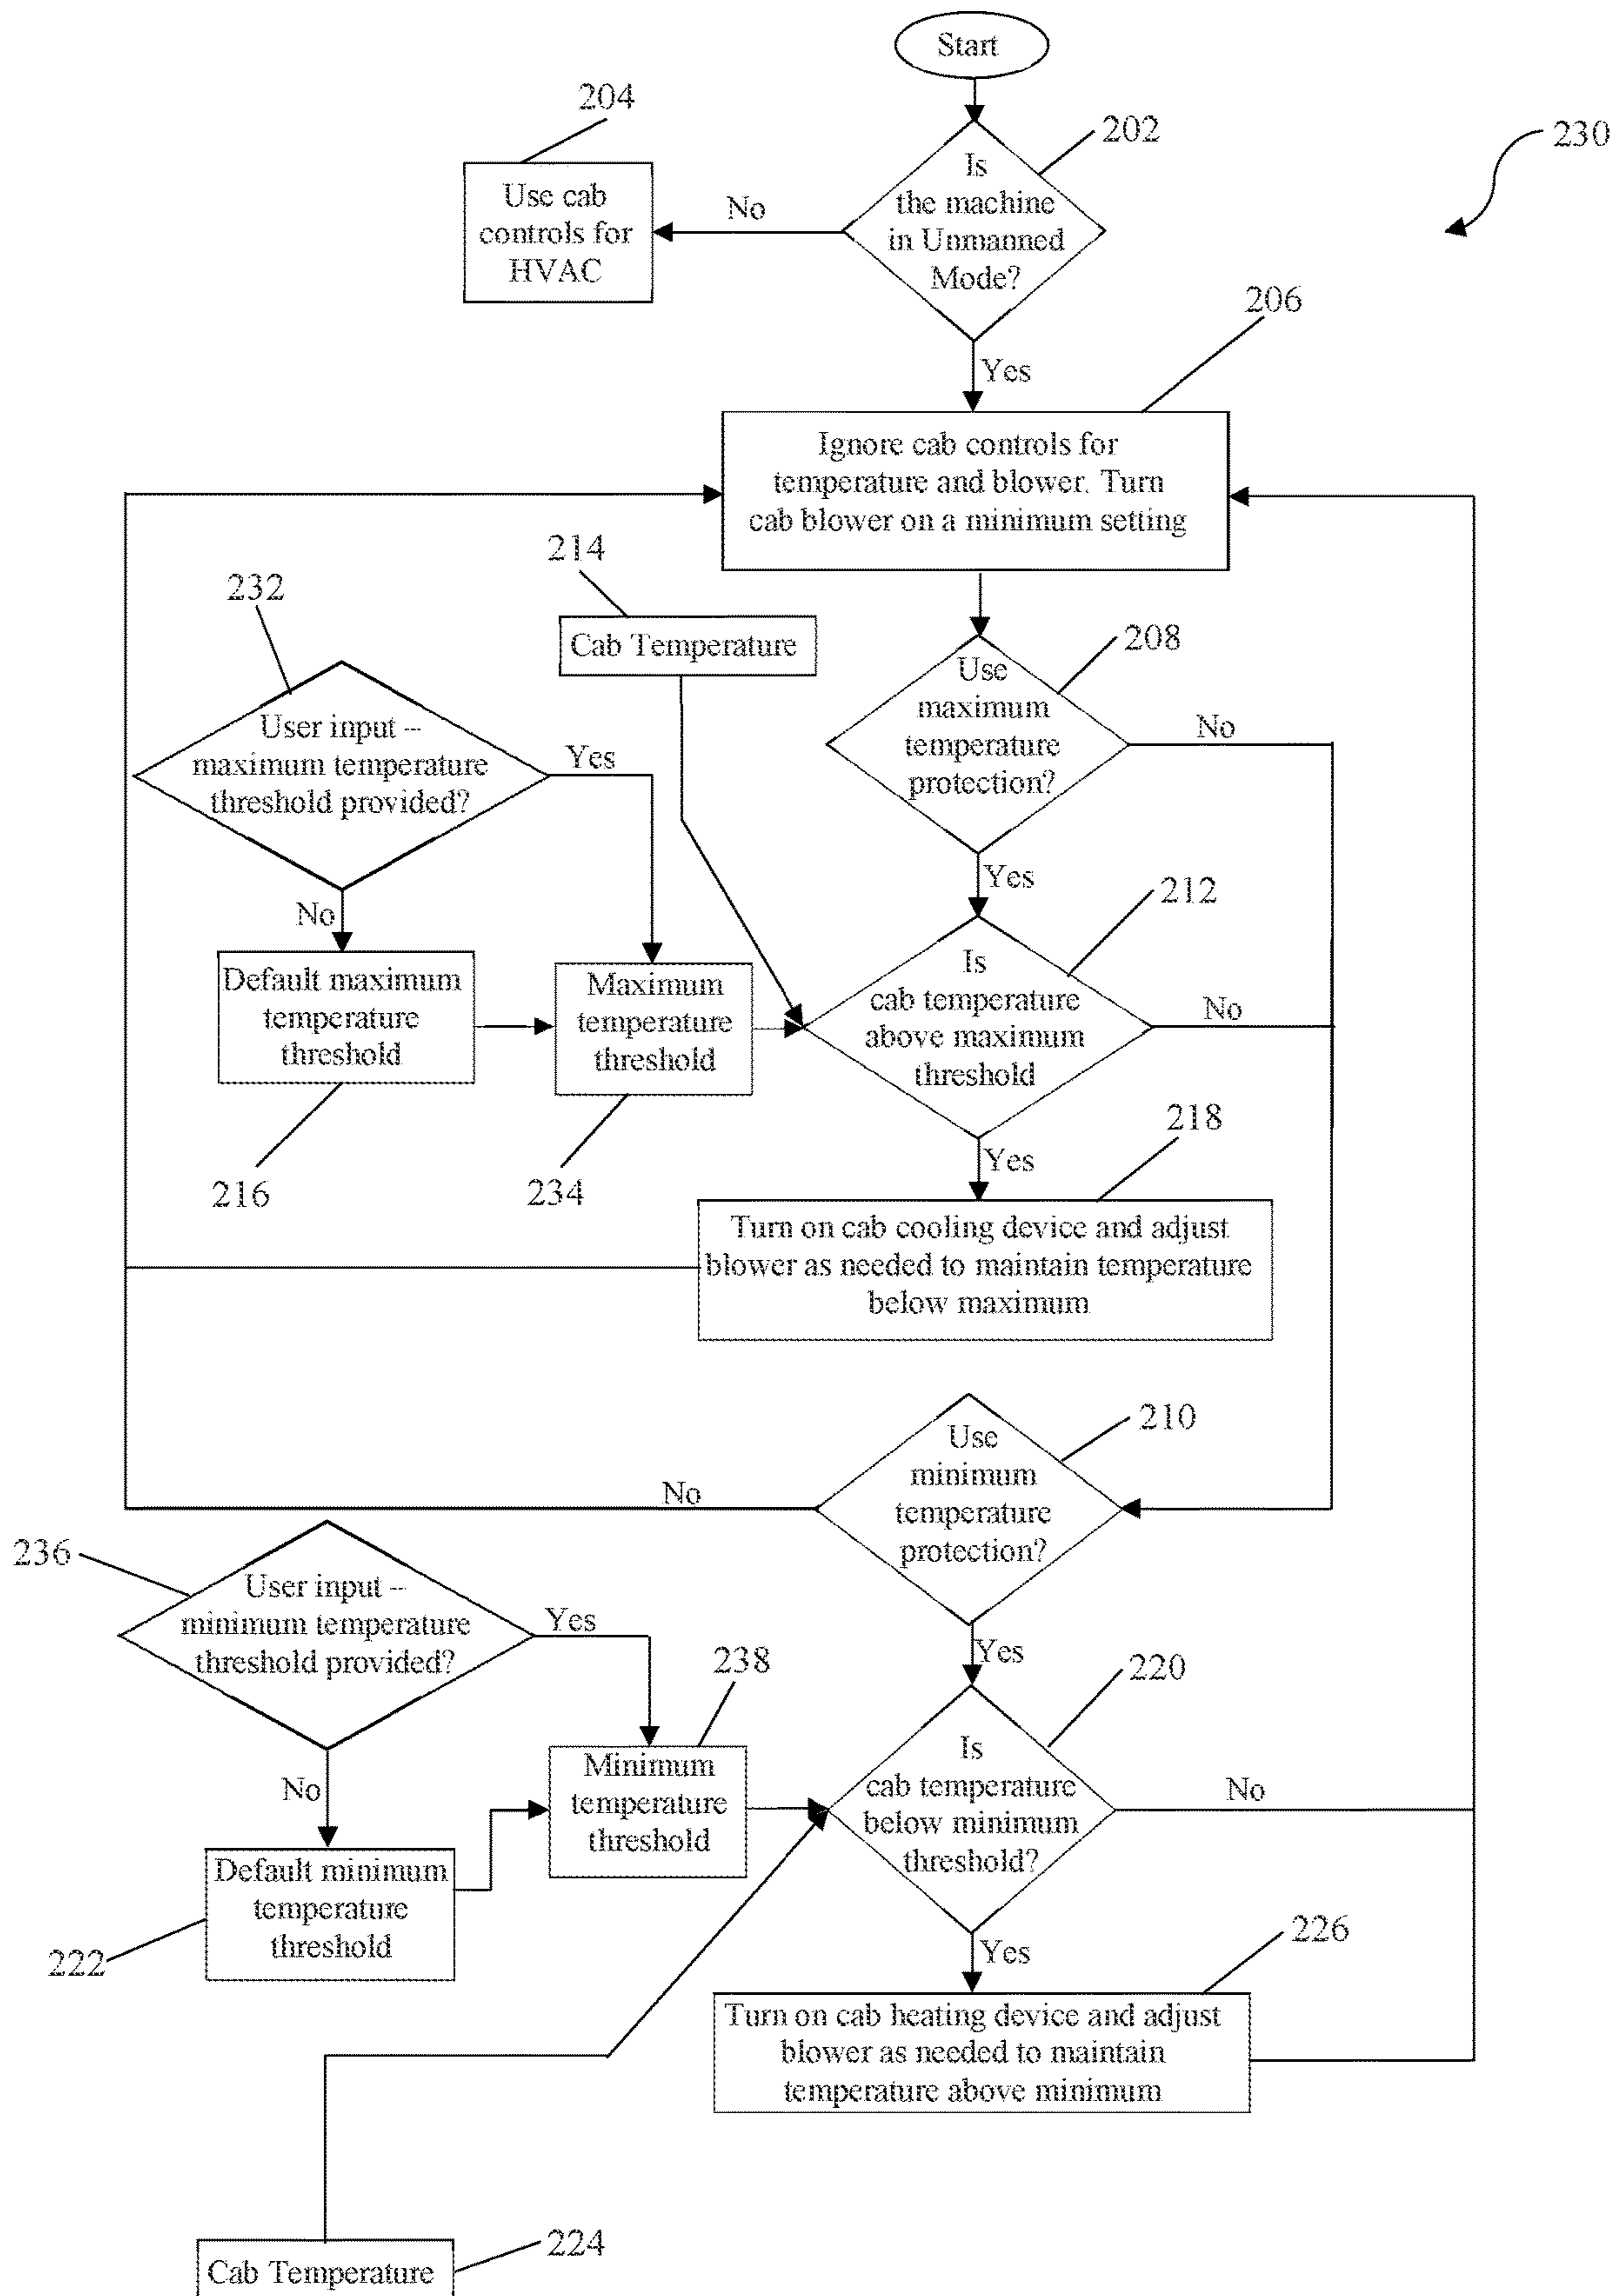 Start
204
202
230
Is
the machine
in Unmanned
Mode?
Use cab
controls for
HVAC
No
206
Yes
Ignore cab controls for
temperature and blower. Turn
cab blower on a minimum setting
214
232
Cab Temperature
208
Use
maximum
temperature
protection?
No
User input --
maximum temperature
threshold provided?
Yes
Yes
212
No
Default maximum
temperature
threshold
Maximum
temperature
threshold
Is
cab temperature
above maximum
threshold
No
216
234
Yes
218
Turn on cab cooling device and adjust
blower as needed to maintain temperature
below maximum
210
Use
minimum
temperature
protection?
No
236
User input --
minimum temperature
threshold provided?
Yes
Yes
238
220
No
Minimum
temperature
threshold
Is
cab temperature
below minimum
threshold?
No
Default minimum
temperature
threshold
222
Yes
226
Turn on cab heating device and adjust
blower as needed to maintain
temperature above minimum
224
Cab Temperature